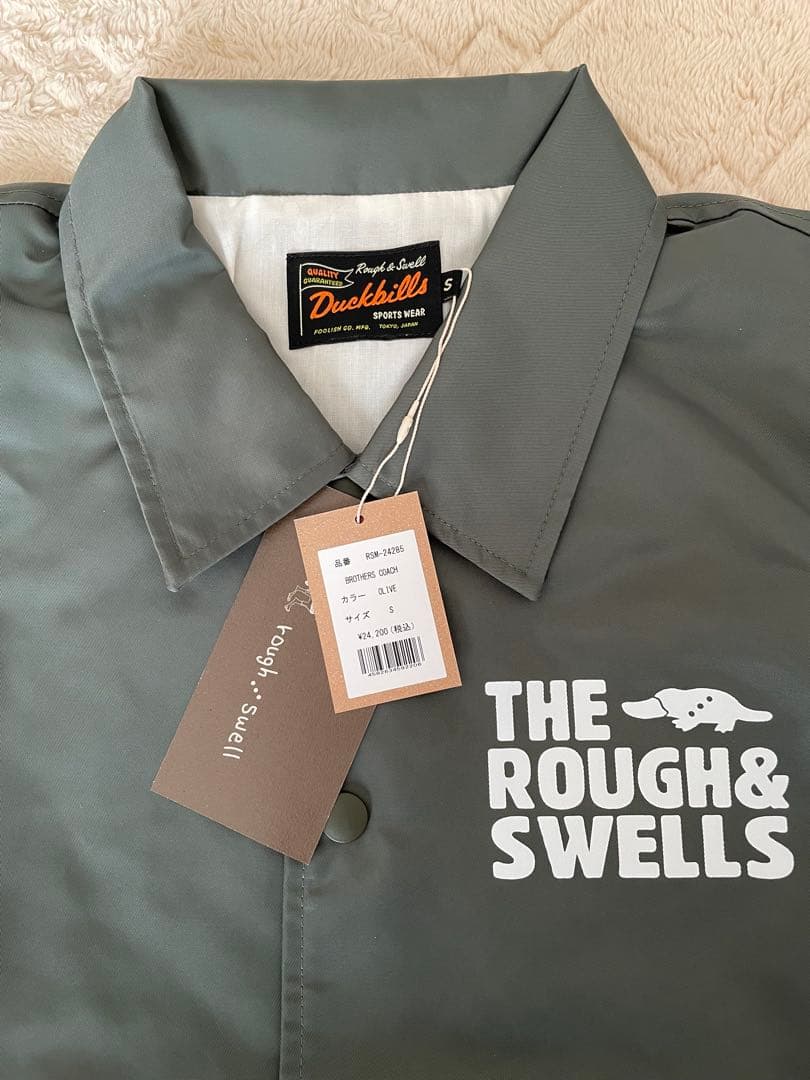 QUALITY
GUARANTEED
Rough & Swell
Duckbills
SPORTS WEAR
FOOLISH CO. MFG. TOKYO, JAPAN
S
品番 RSM-24285
BROTHERS COACH
カラー OLIVE
サイズ S
¥24,200(税込)
4582634592206
rough. swell
THE
ROUGH&
SWELLS